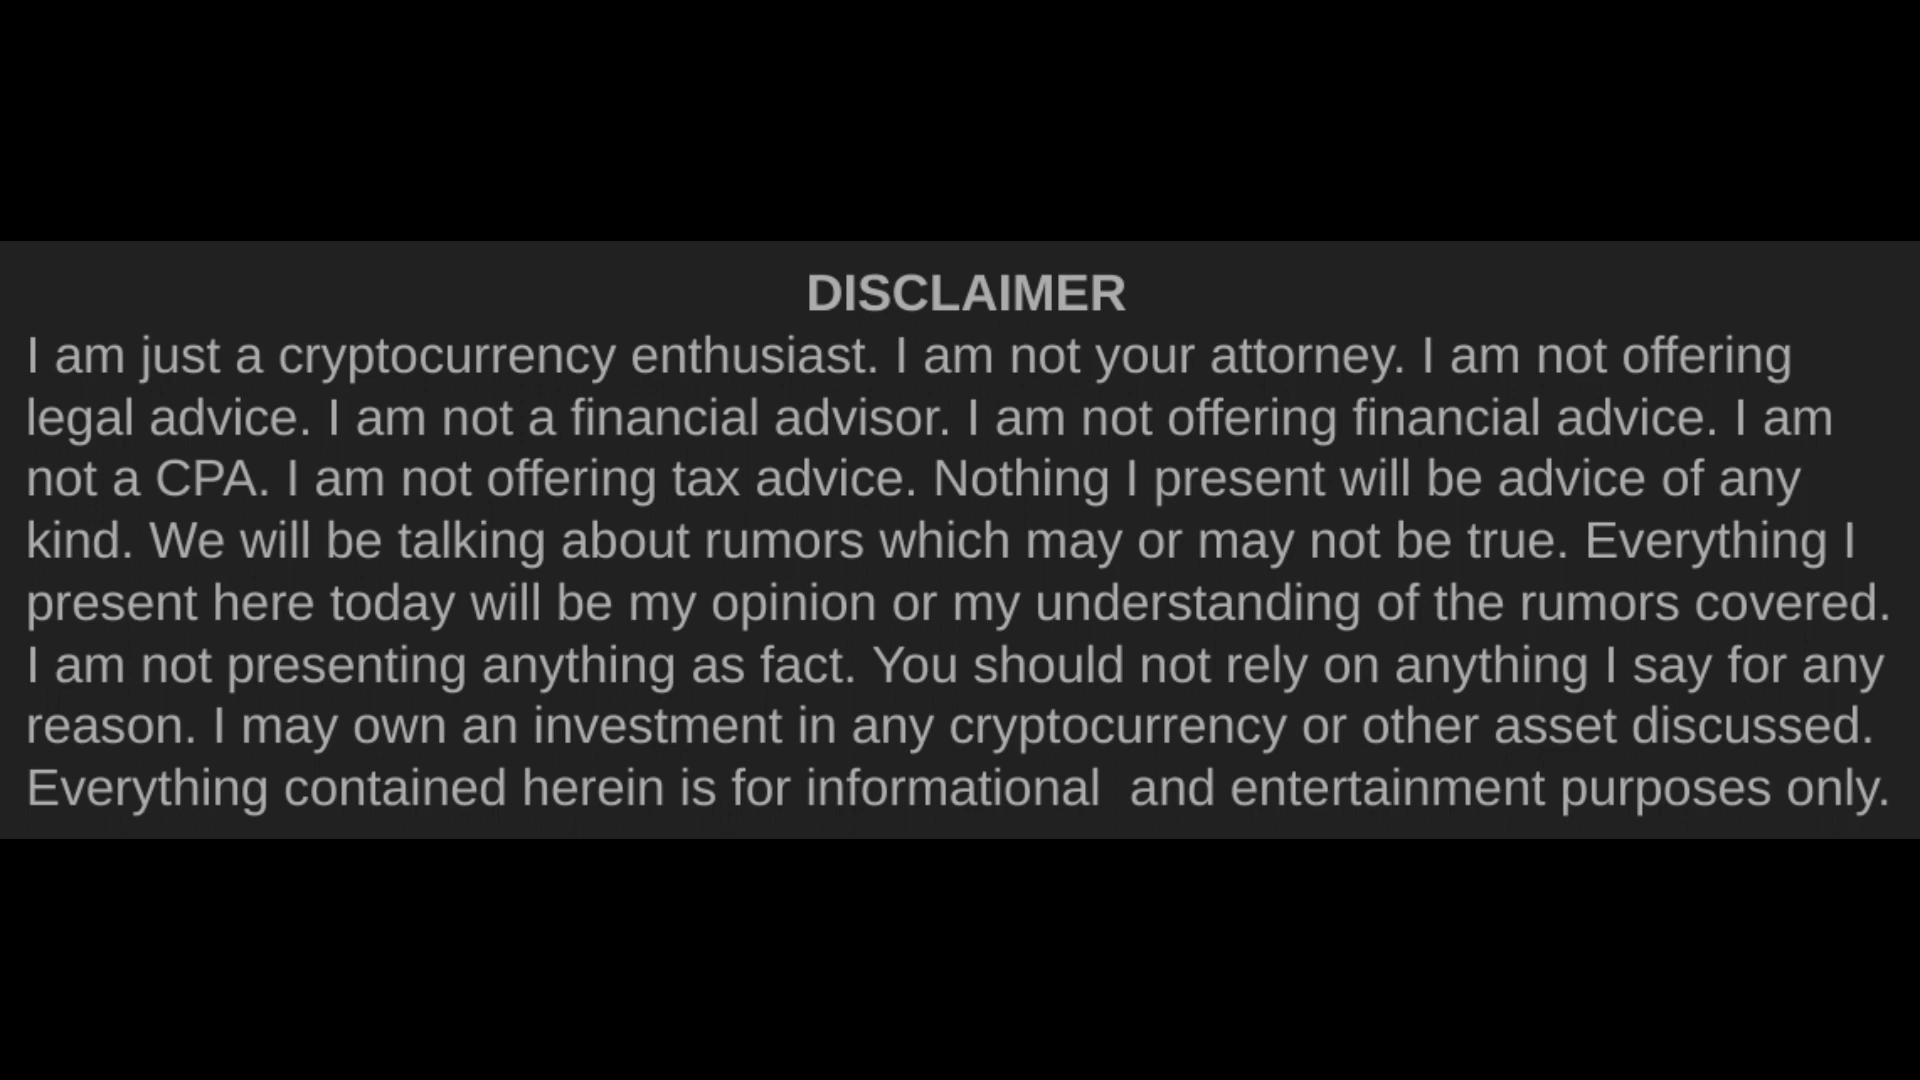 DISCLAIMER
I am just a cryptocurrency enthusiast. I am not your attorney. I am not offering
legal advice. I am not a financial advisor. I am not offering financial advice. I am
not a CPA. I am not offering tax advice. Nothing I present will be advice of any
kind. We will be talking about rumors which may or may not be true. Everything I
present here today will be my opinion or my understanding of the rumors covered.
I am not presenting anything as fact. You should not rely on anything I say for any
reason. I may own an investment in any cryptocurrency or other asset discussed.
Everything contained herein is for informational  and entertainment purposes only.